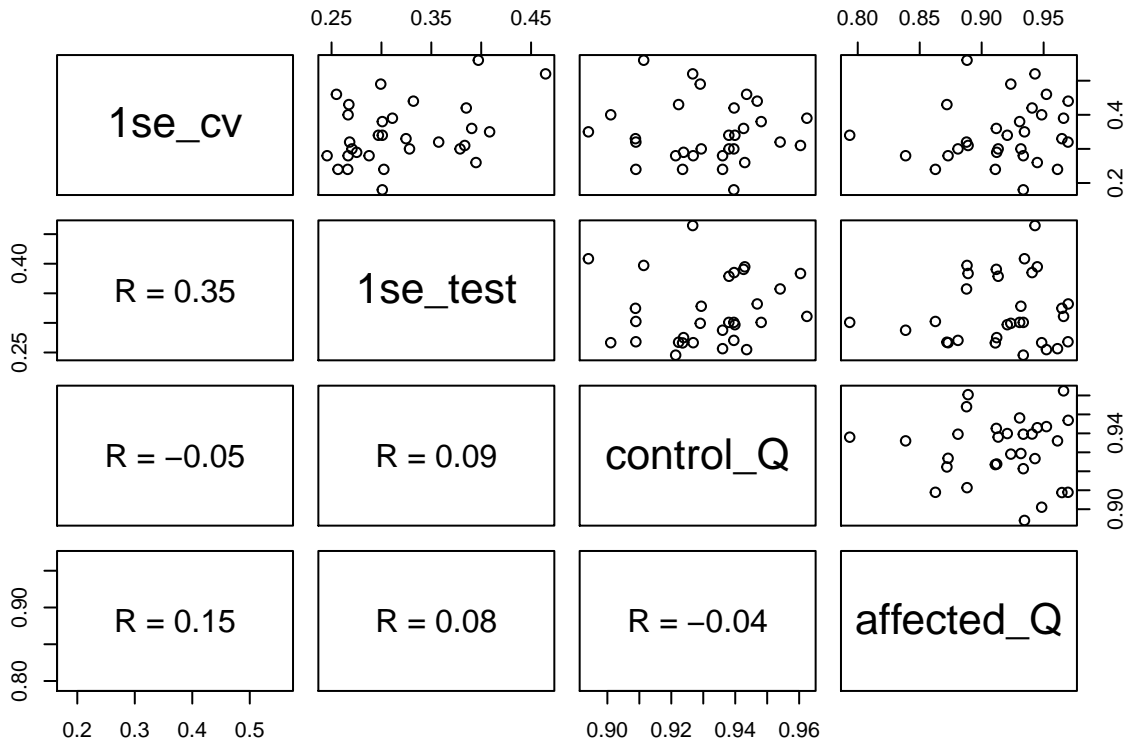 0.25 0.35 0.45 0.80 0.85 0.90 0.95
1se_cv
0.2 0.4
0.25 0.40
R = 0.35
1se_test
R = −0.05
R = 0.09
control_Q
0.90 0.94
0.80 0.90
R = 0.15
R = 0.08
R = −0.04
affected_Q
0.2 0.3 0.4 0.5 0.90 0.92 0.94 0.96